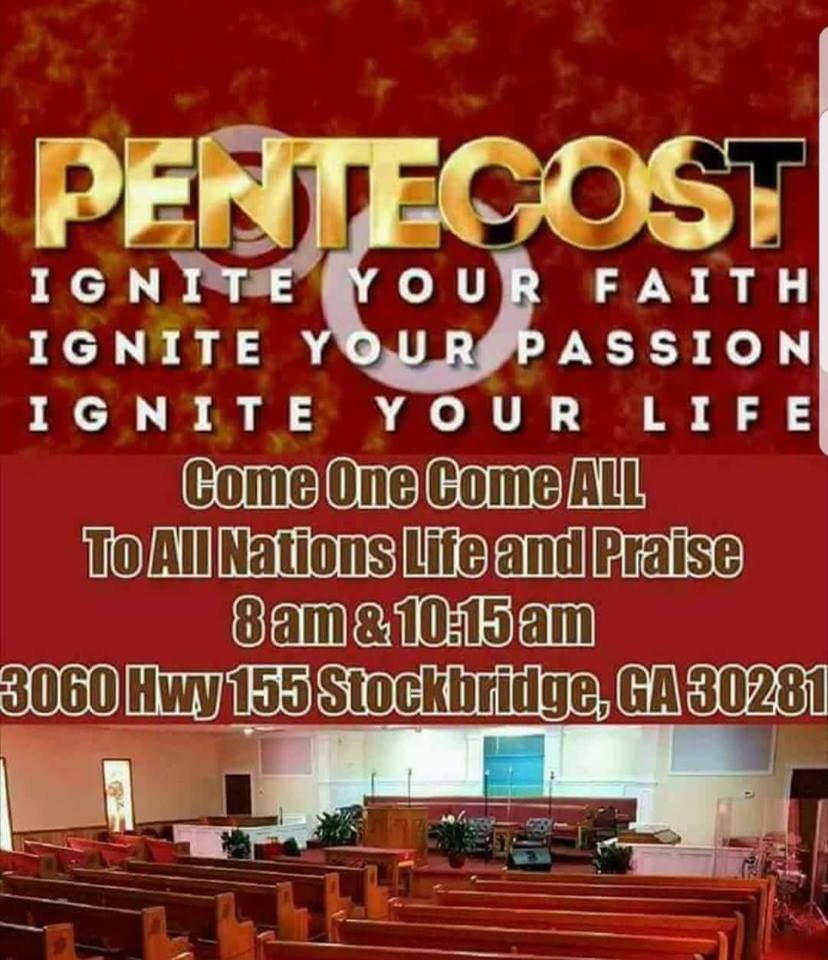 PENTECOST
IGNITE YOUR FAITH
IGNITE YOUR PASSION
IGNITE YOUR LIFE
Come One Come ALL
To All Nations Life and Praise
8 am & 10:15 am
3060 Hwy 155 Stockbridge, GA 30281